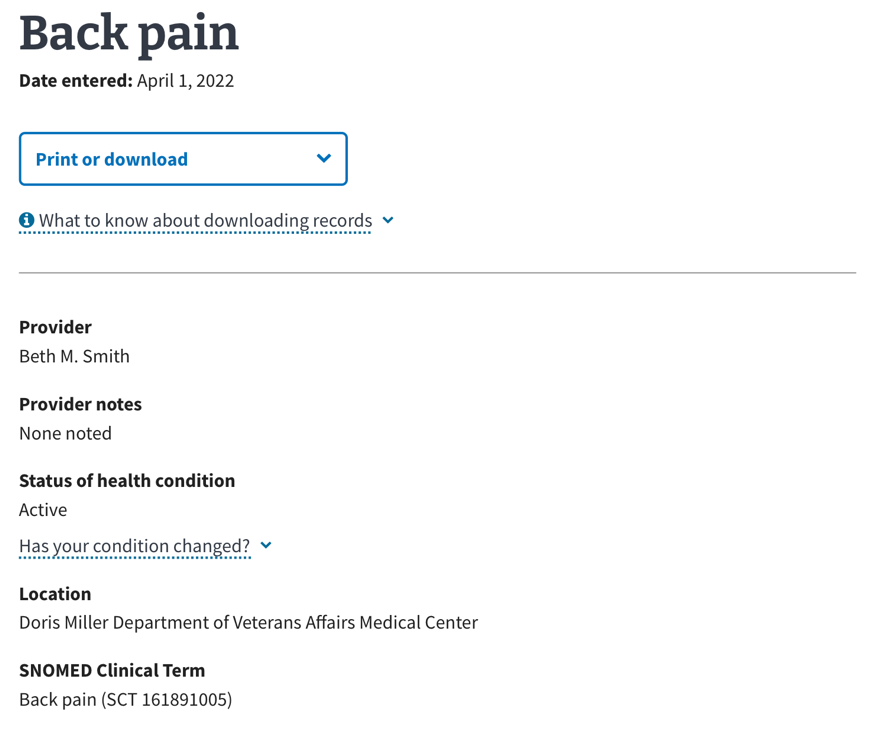 Back pain
Date entered: April 1, 2022
Print or download
What to know about downloading records
Provider
Beth M. Smith
Provider notes
None noted
Status of health condition
Active
Has your condition changed?
Location
Doris Miller Department of Veterans Affairs Medical Center
SNOMED Clinical Term
Back pain (SCT 161891005)